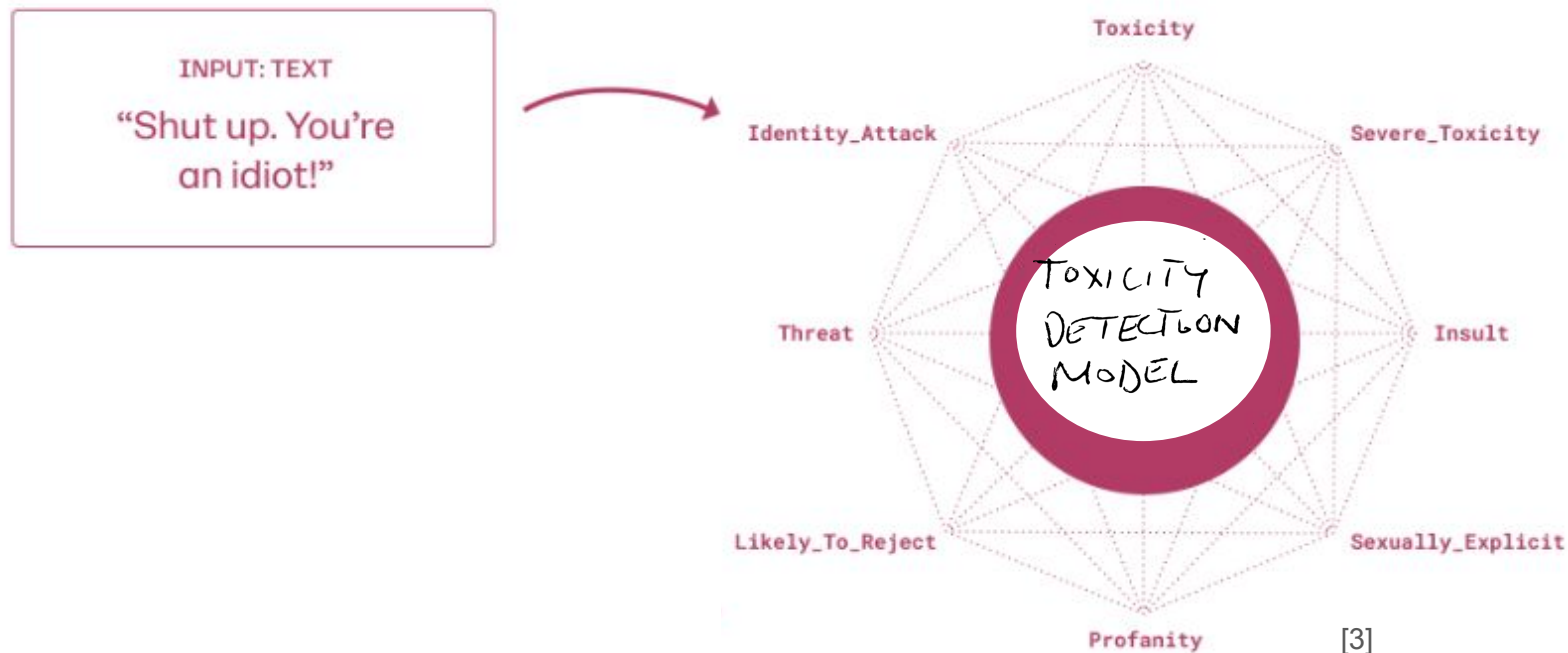 INPUT: TEXT
“Shut up. You’re
an idiot!”
Toxicity
Identity_Attack
Severe_Toxicity
TOXICITY
DETECTION
MODEL
Threat
Insult
Likely_To_Reject
Sexually_Explicit
Profanity
[3]